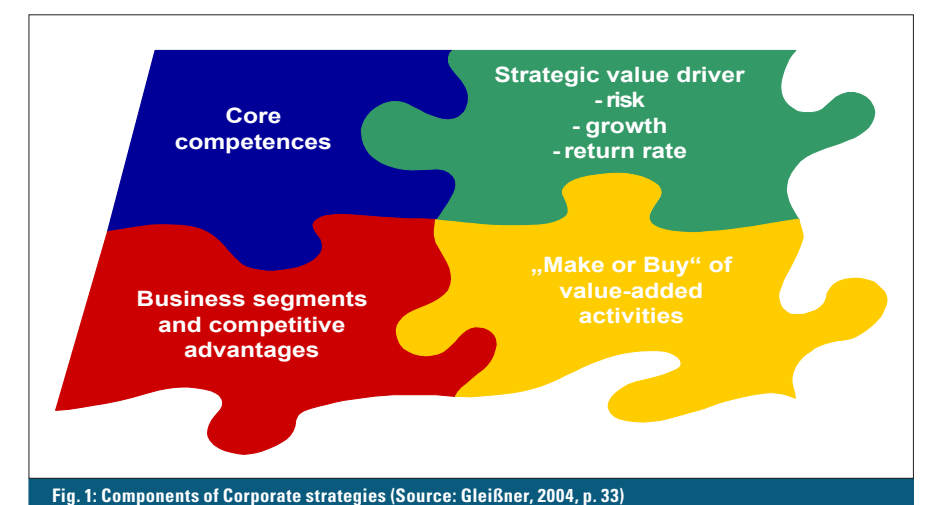 Core
competences
Strategic value driver
- risk
- growth
- return rate
Business segments
and competitive
advantages
„Make or Buy“ of
value-added
activities
Fig. 1: Components of Corporate strategies (Source: Gleißner, 2004, p. 33)